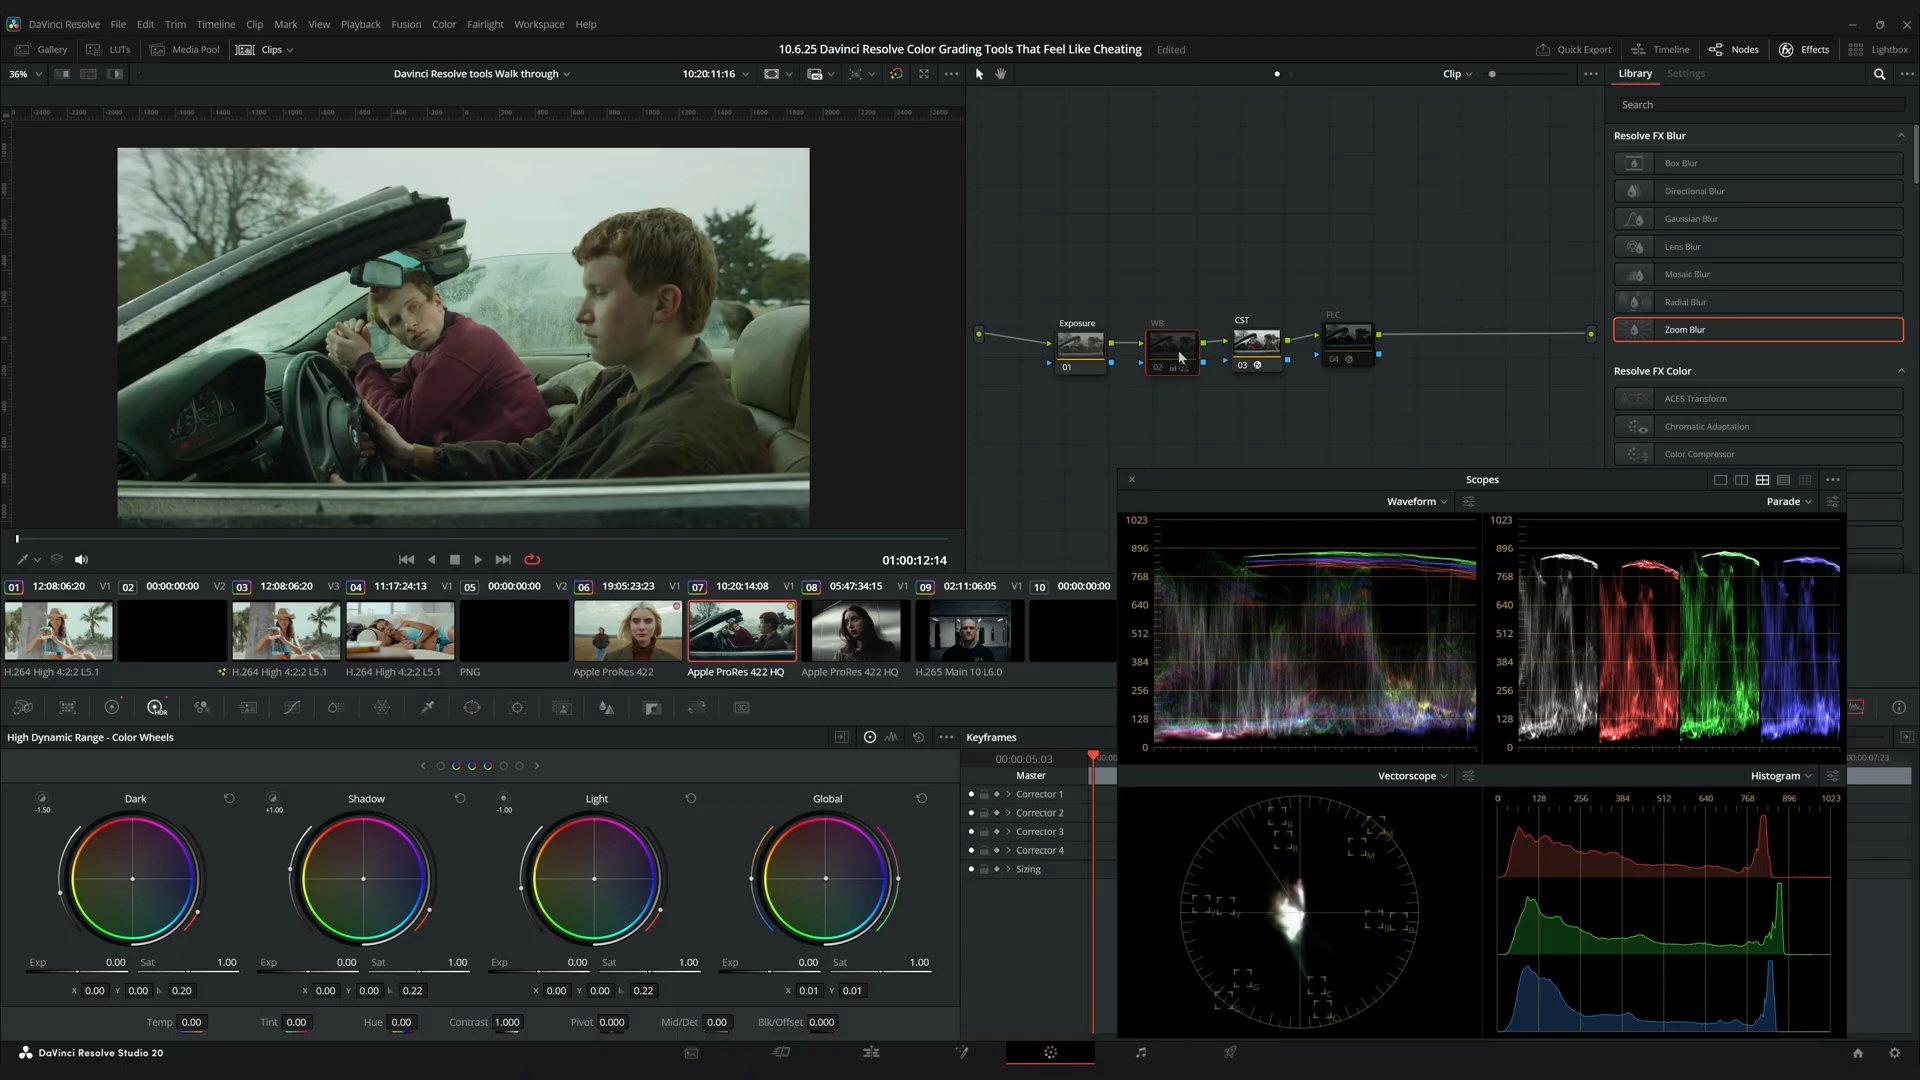 DaVinci Resolve File Edit Trim Timeline Clip Mark View Playback Fusion Color Fairlight Workspace Help
Gallery LUTs Media Pool Clips
10.6.25 Davinci Resolve Color Grading Tools That Feel Like Cheating Edited
Quick Export Timeline Nodes Effects Lightbox
36% Davinci Resolve tools Walk through 10:20:11:16
Clip
Library Settings
Search
Resolve FX Blur
Box Blur
Directional Blur
Gaussian Blur
Lens Blur
Mosaic Blur
Radial Blur
Zoom Blur
Resolve FX Color
ACES Transform
Chromatic Adaptation
Color Compressor
Exposure WB CST FLC
01 02 03 04
01:00:12:14
01 12:08:06:20 V1 02 00:00:00:00 V2 03 12:08:06:20 V3 04 11:17:24:13 V1 05 00:00:00:00 V2 06 19:05:23:23 V1 07 10:20:14:08 V1 08 05:47:34:15 V1 09 02:11:06:05 V1 10 00:00:00:00
H.264 High 4:2:2 L5.1 H.264 High 4:2:2 L5.1 H.264 High 4:2:2 L5.1 PNG Apple ProRes 422 Apple ProRes 422 HQ Apple ProRes 422 HQ H.265 Main 10 L6.0
Scopes
Waveform Parade
1023 1023
896 896
768 768
640 640
512 512
384 384
256 256
128 128
0 0
Vectorscope Histogram
0 128 256 384 512 640 768 896 1023
High Dynamic Range - Color Wheels
HDR
Dark Shadow Light Global
-1.50 +1.00 -1.00
Exp 0.00 Sat 1.00 Exp 0.00 Sat 1.00 Exp 0.00 Sat 1.00 Exp 0.00 Sat 1.00
X 0.00 Y 0.00 0.20 X 0.00 Y 0.00 0.22 X 0.00 Y 0.00 0.22 X 0.01 Y 0.01
Temp 0.00 Tint 0.00 Hue 0.00 Contrast 1.000 Pivot 0.000 Mid/Det 0.00 Blk/Offset 0.000
Keyframes
00:00:05:03
Master
Corrector 1
Corrector 2
Corrector 3
Corrector 4
Sizing
DaVinci Resolve Studio 20